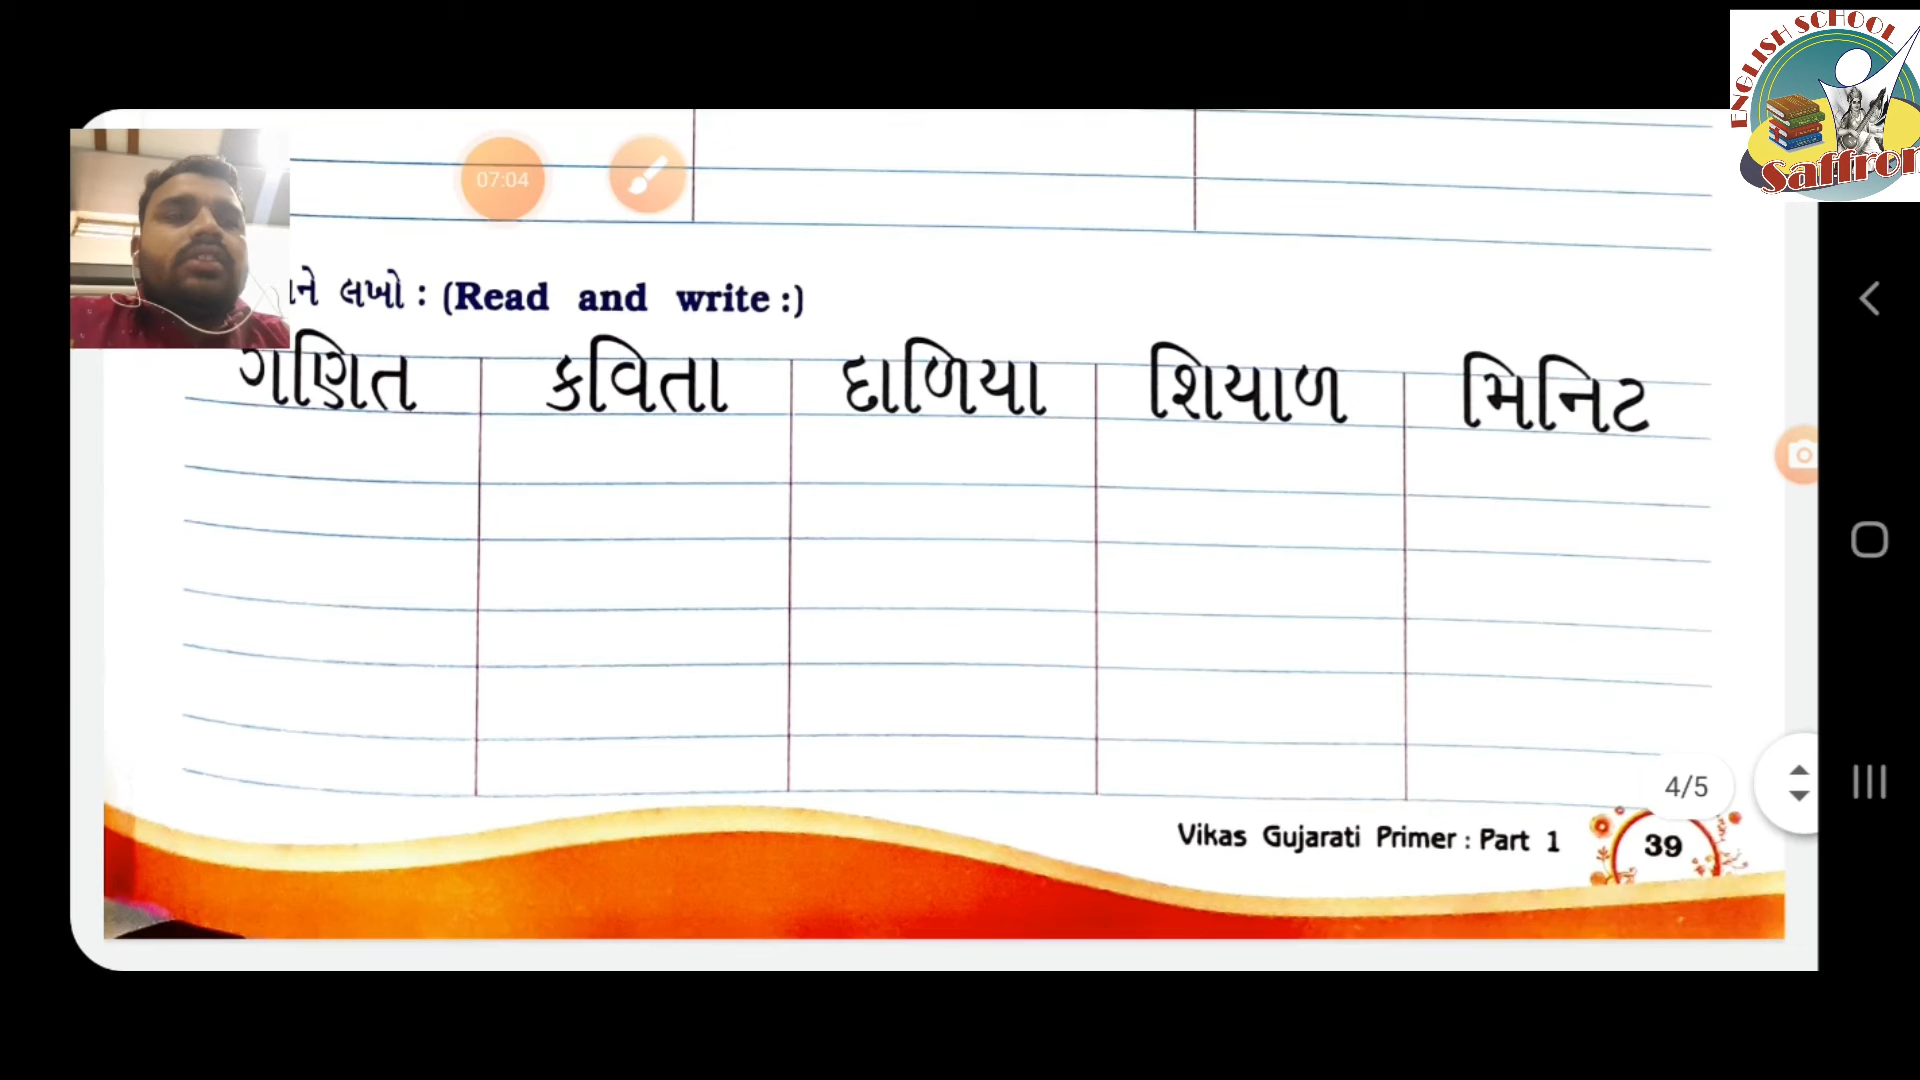 ENGLISH SCHOOL
Saffron
07:04
લખો : (Read and write :)
ગણિત કવિતા દાળિયા શિયાળ મિનિટ
4/5
Vikas Gujarati Primer : Part 1 39